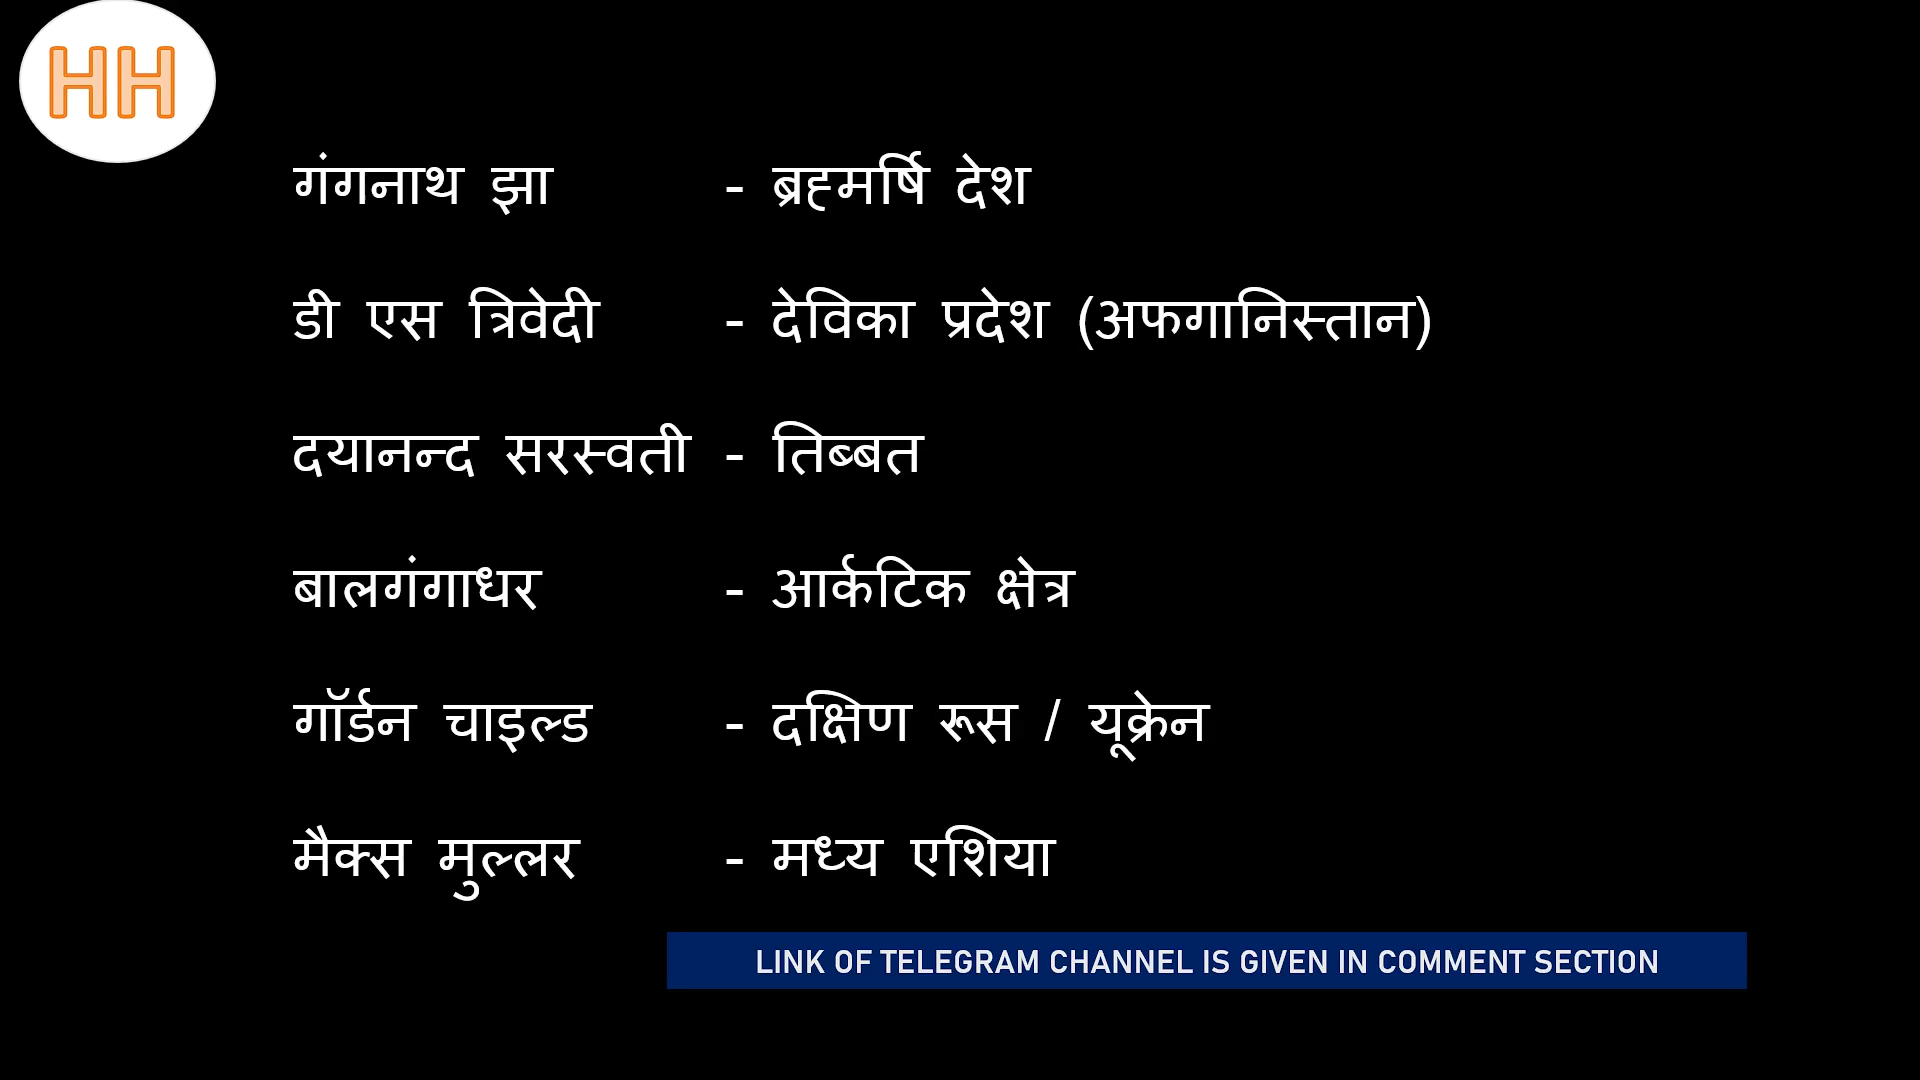 HH
गंगनाथ झा - ब्रह्मर्षि देश
डी एस त्रिवेदी - देविका प्रदेश (अफगानिस्तान)
दयानन्द सरस्वती - तिब्बत
बालगंगाधर - आर्कटिक क्षेत्र
गॉर्डन चाइल्ड - दक्षिण रूस / यूक्रेन
मैक्स मुल्लर - मध्य एशिया
LINK OF TELEGRAM CHANNEL IS GIVEN IN COMMENT SECTION